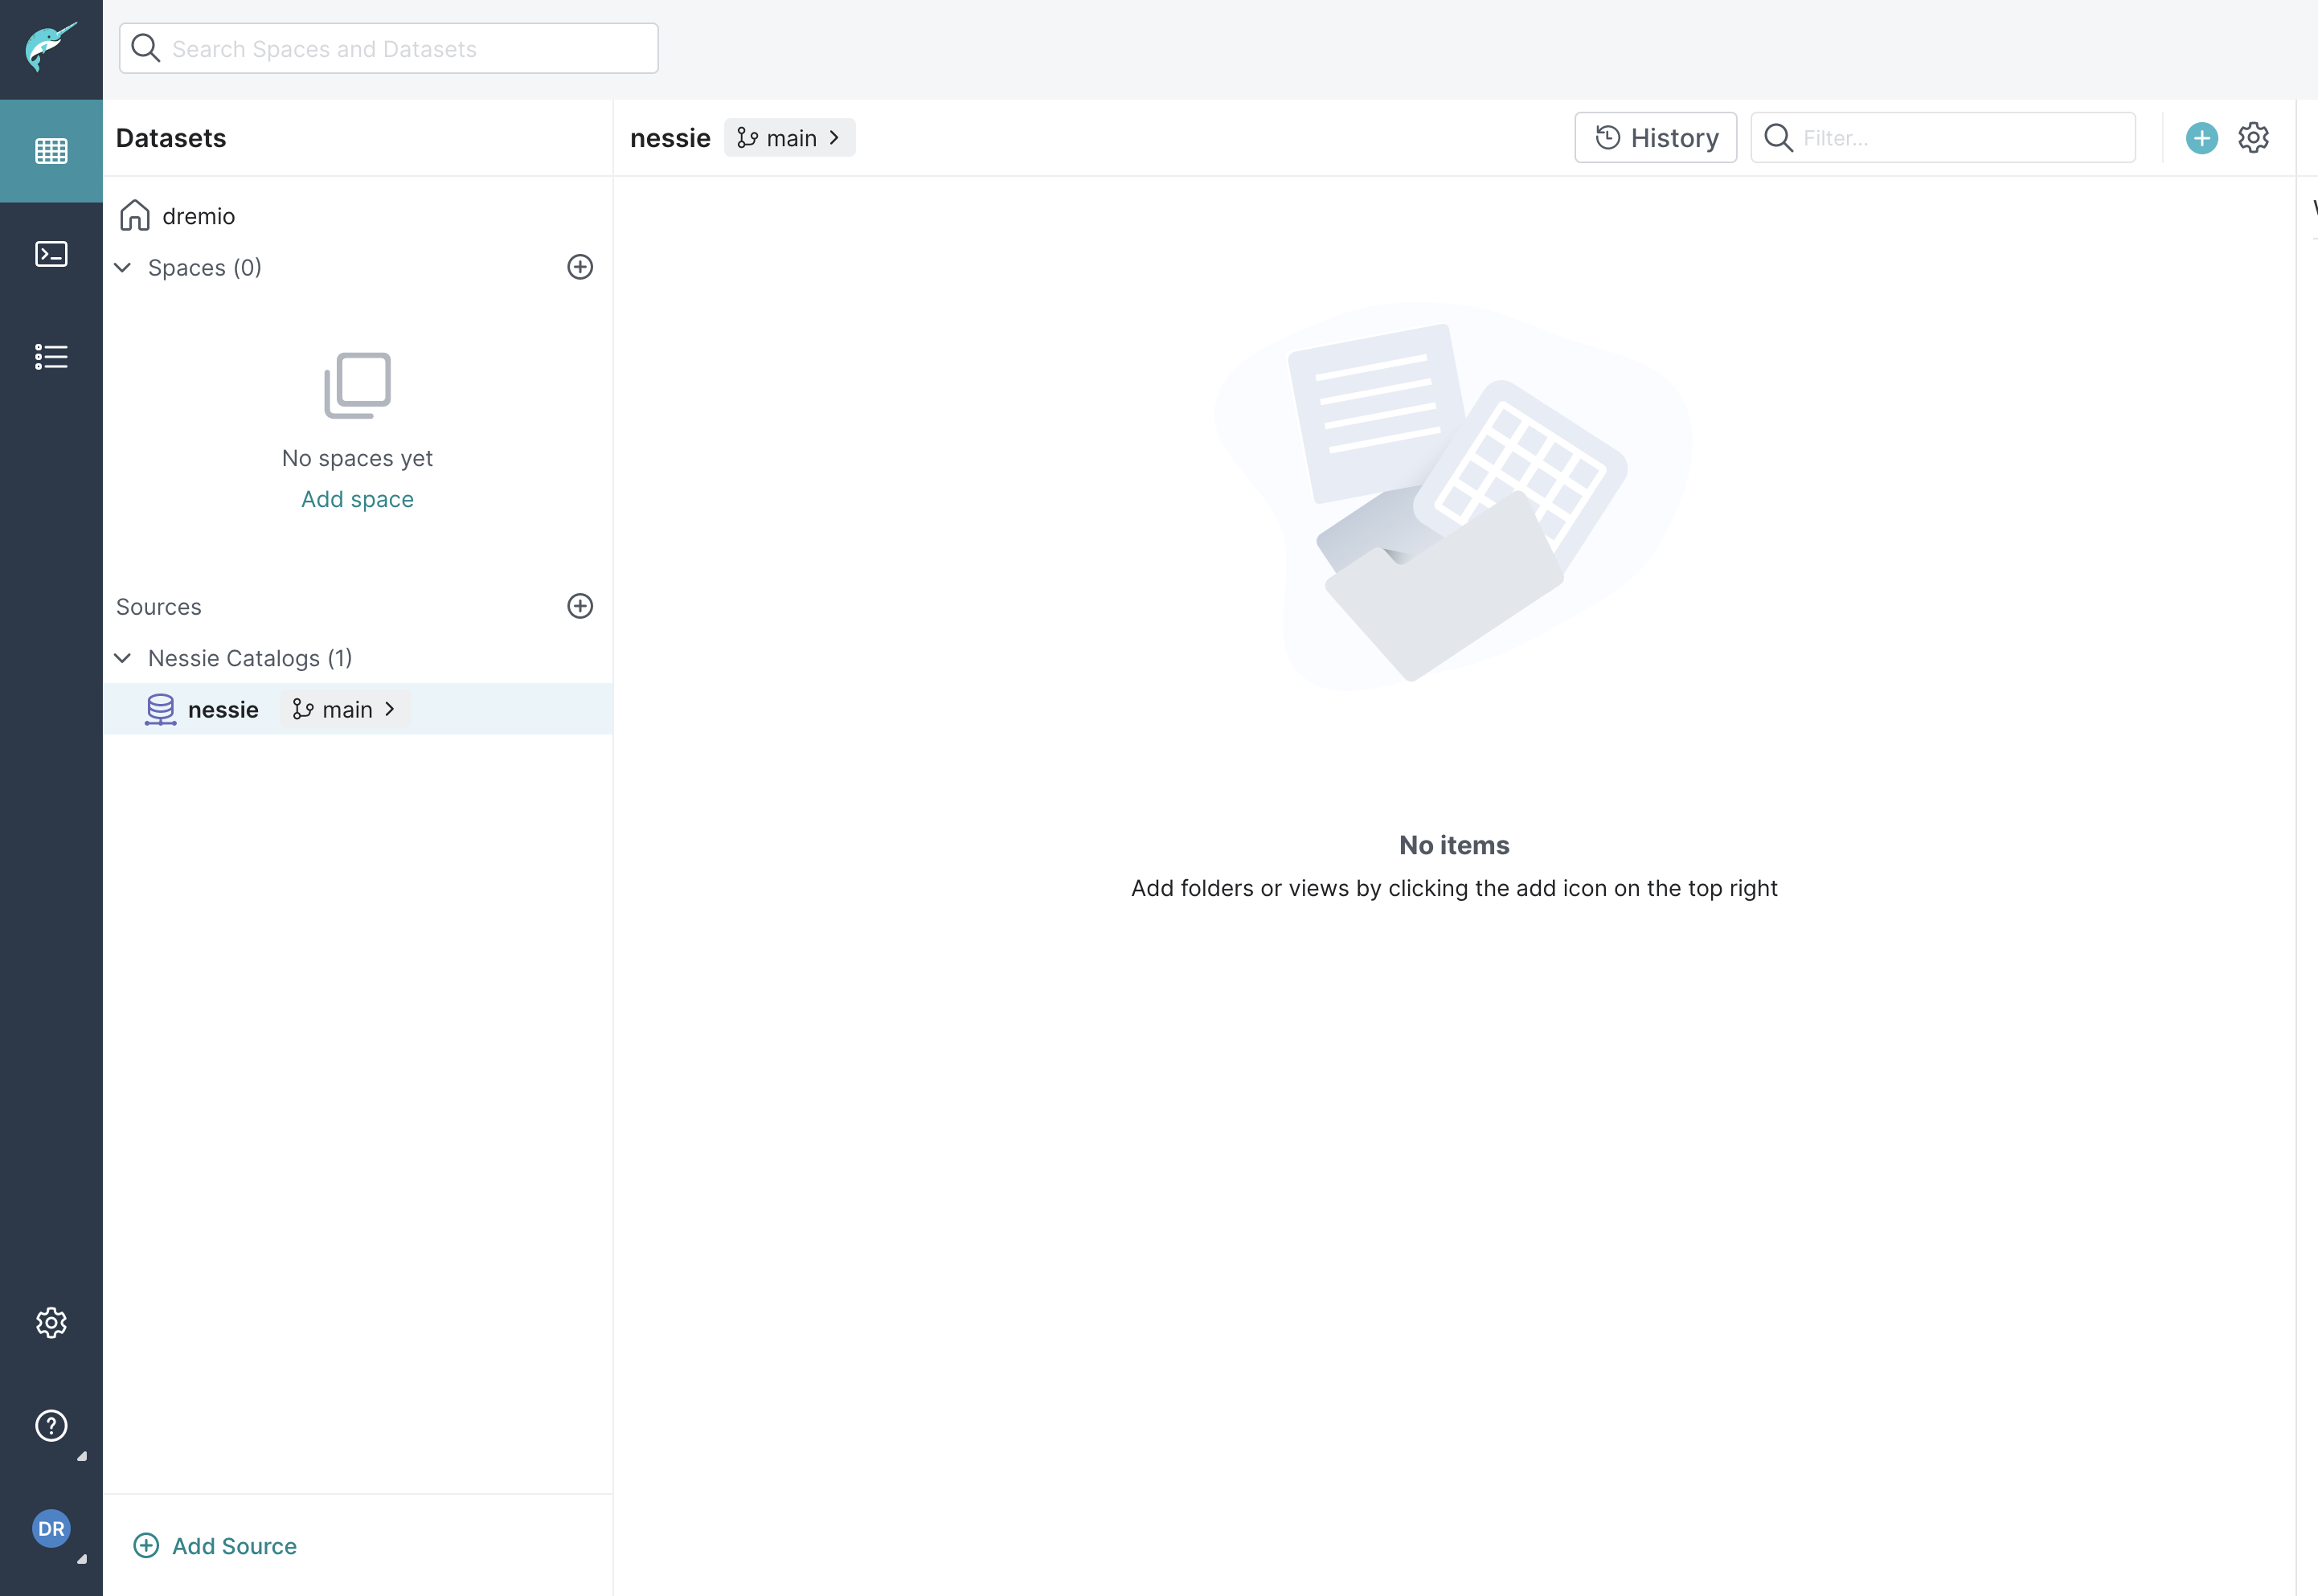 Search Spaces and Datasets
Datasets
nessie
main
History
Filter...
dremio
Spaces (0)
No spaces yet
Add space
Sources
Nessie Catalogs (1)
nessie
main
No items
Add folders or views by clicking the add icon on the top right
DR
Add Source